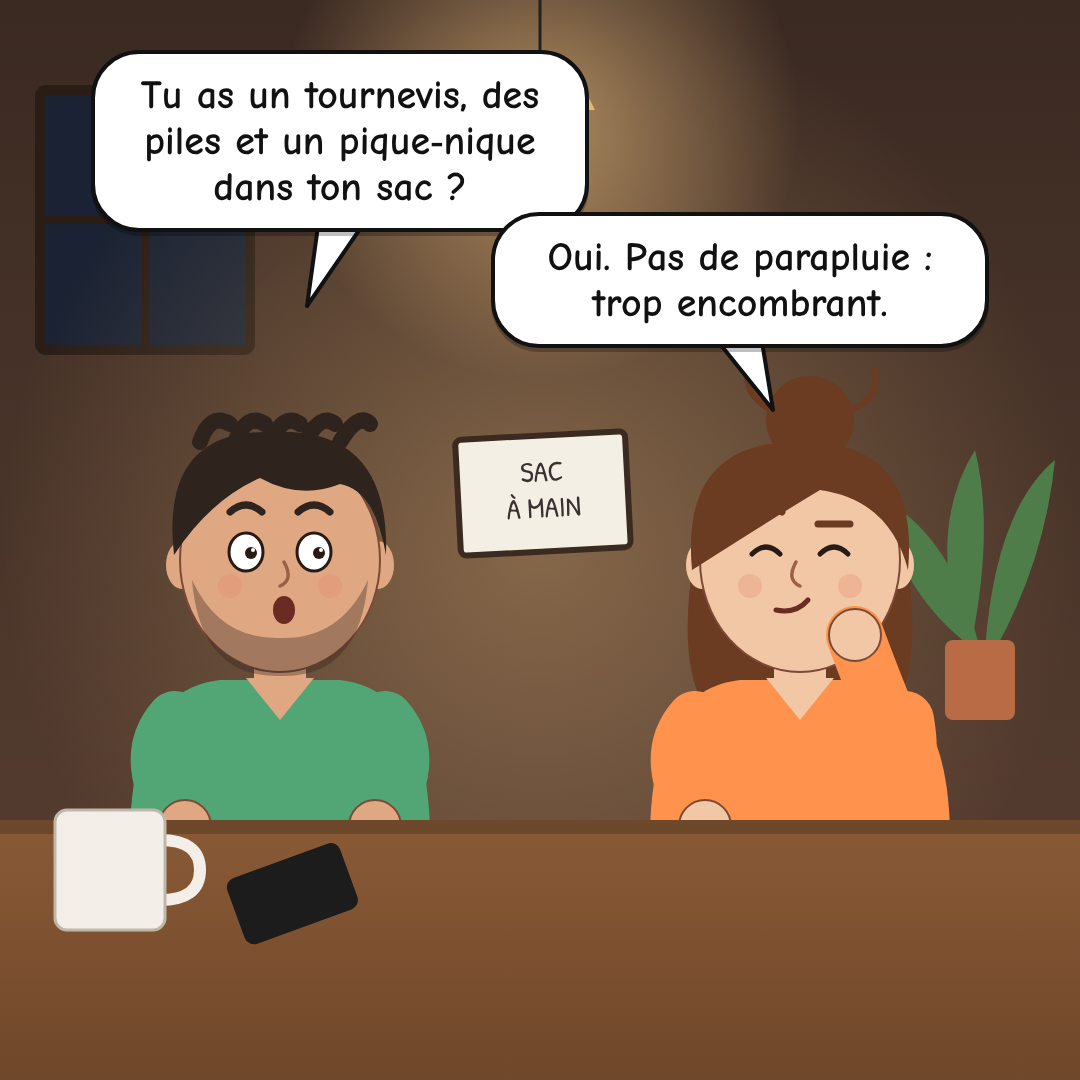 Tu as un tournevis, des
piles et un pique-nique
dans ton sac ?
Oui. Pas de parapluie :
trop encombrant.
SAC
À MAIN